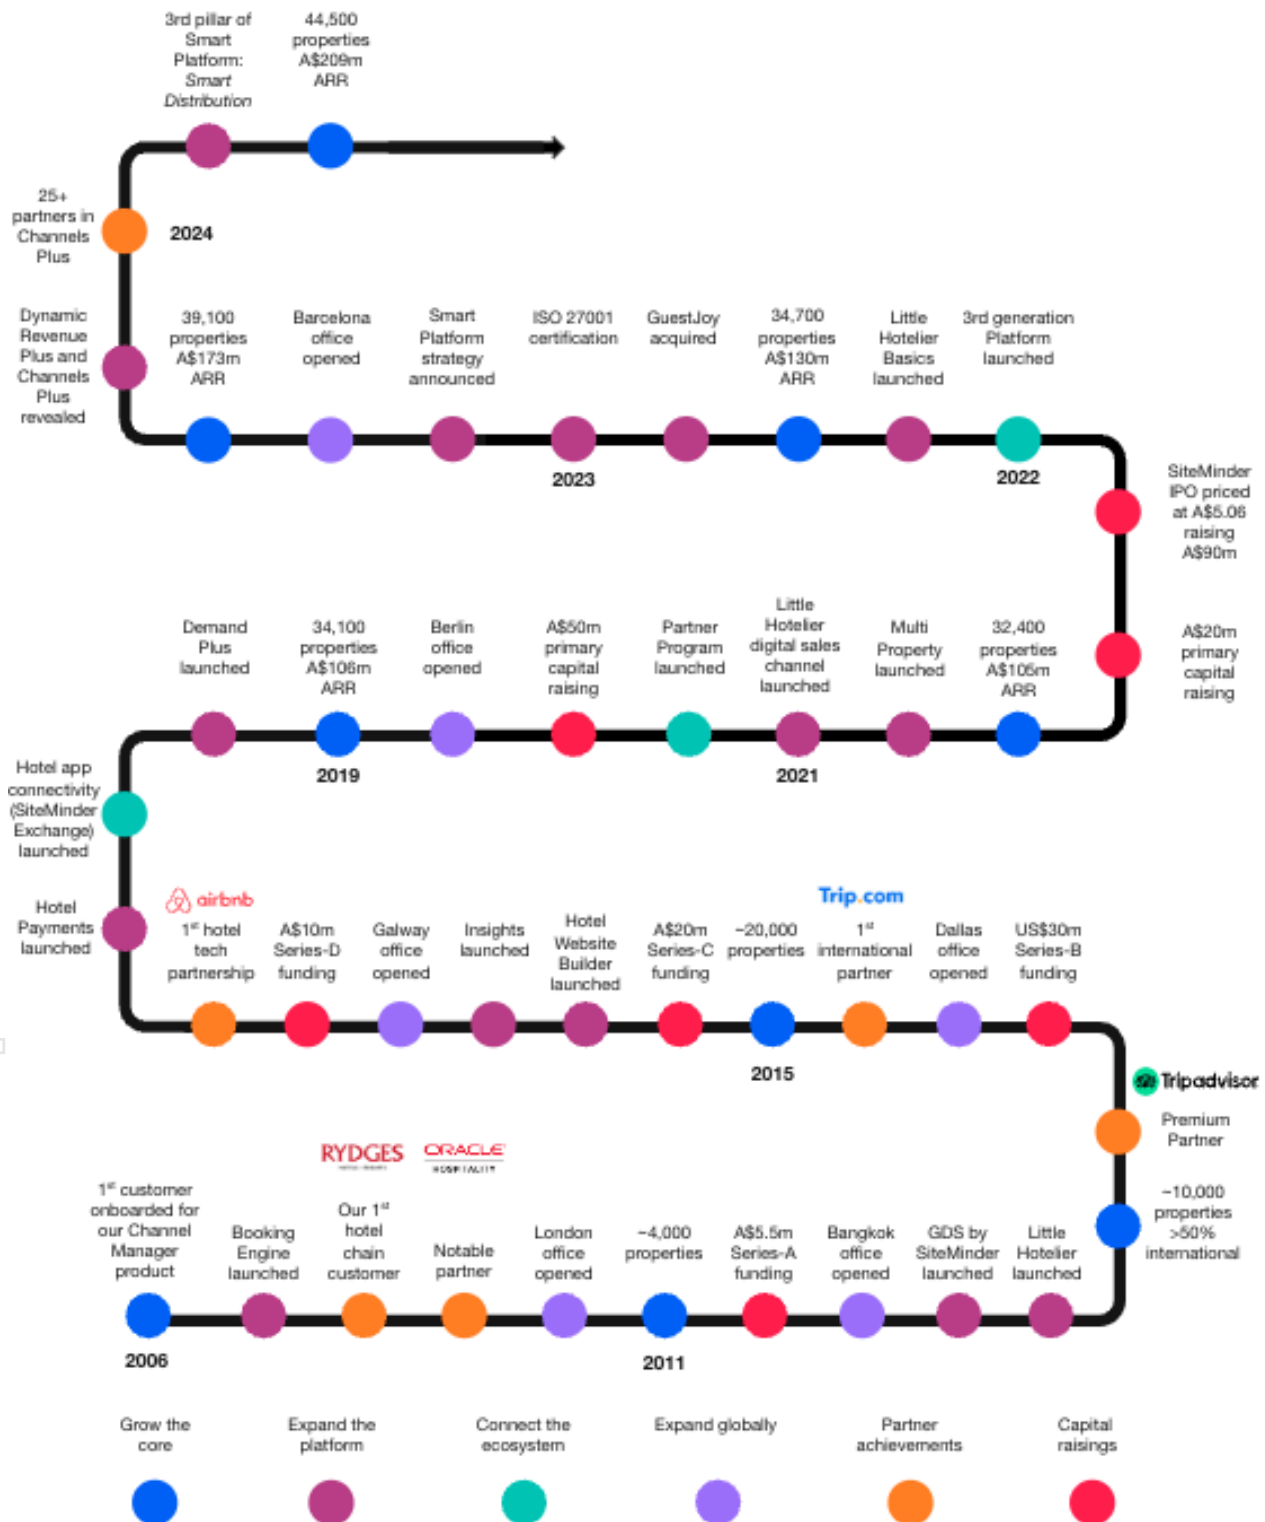 3rd pillar of
Smart
Platform:
Smart
Distribution
44,500
properties
A$209m
ARR
25+
partners in
Channels
Plus
2024
Dynamic
Revenue
Plus and
Channels
Plus
revealed
39,100
properties
A$173m
ARR
Barcelona
office
opened
Smart
Platform
strategy
announced
ISO 27001
certification
GuestJoy
acquired
34,700
properties
A$130m
ARR
Little
Hotelier
Basics
launched
3rd generation
Platform
launched
2023
2022
SiteMinder
IPO priced
at A$5.06
raising
A$90m
Demand
Plus
launched
34,100
properties
A$106m
ARR
Berlin
office
opened
A$50m
primary
capital
raising
Partner
Program
launched
Little
Hotelier
digital sales
channel
launched
Multi
Property
launched
32,400
properties
A$105m
ARR
A$20m
primary
capital
raising
2019
2021
Hotel app
connectivity
(SiteMinder
Exchange)
launched
Hotel
Payments
launched
airbnb
1st hotel
tech
partnership
A$10m
Series-D
funding
Galway
office
opened
Insights
launched
Hotel
Website
Builder
launched
A$20m
Series-C
funding
~20,000
properties
Trip.com
1st
international
partner
Dallas
office
opened
US$30m
Series-B
funding
2015
Tripadvisor
Premium
Partner
~10,000
properties
>50%
international
1st customer
onboarded for
our Channel
Manager
product
Booking
Engine
launched
RYDGES
Our 1st
hotel
chain
customer
ORACLE
HOSPITALITY
Notable
partner
London
office
opened
~4,000
properties
A$5.5m
Series-A
funding
Bangkok
office
opened
GDS by
SiteMinder
launched
Little
Hotelier
launched
2006
2011
Grow the
core
Expand the
platform
Connect the
ecosystem
Expand globally
Partner
achievements
Capital
raisings